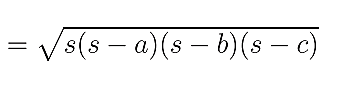 = √s(s − a)(s − b)(s − c)